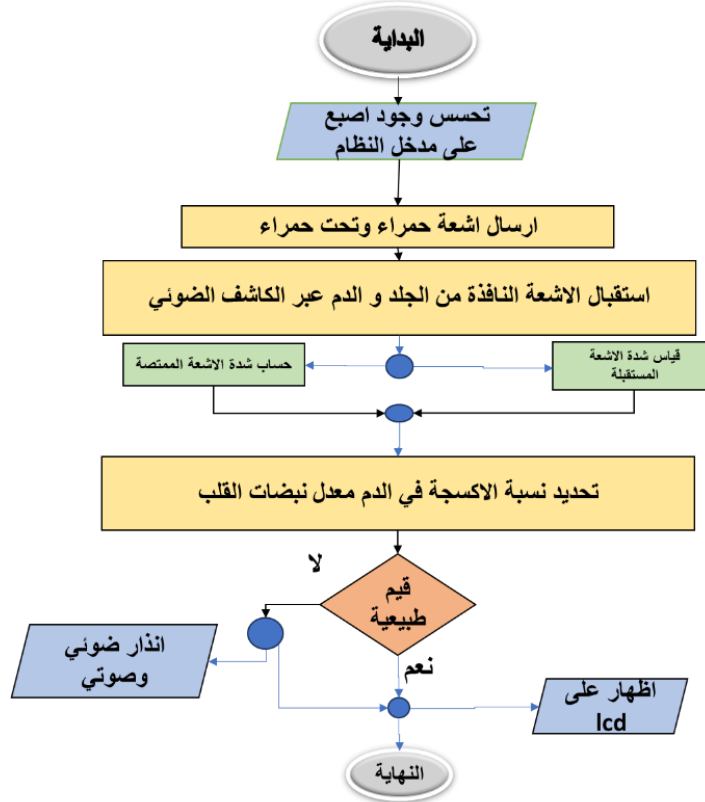 البداية
تحسس وجود اصبع
على مدخل النظام
ارسال اشعة حمراء وتحت حمراء
استقبال الاشعة النافذة من الجلد و الدم عبر الكاشف الضوئي
قياس شدة الاشعة
المستقبلة
حساب شدة الاشعة الممتصة
تحديد نسبة الاكسجة في الدم معدل نبضات القلب
لا
قيم
طبيعية
نعم
انذار ضوئي
وصوتي
اظهار على
lcd
النهاية